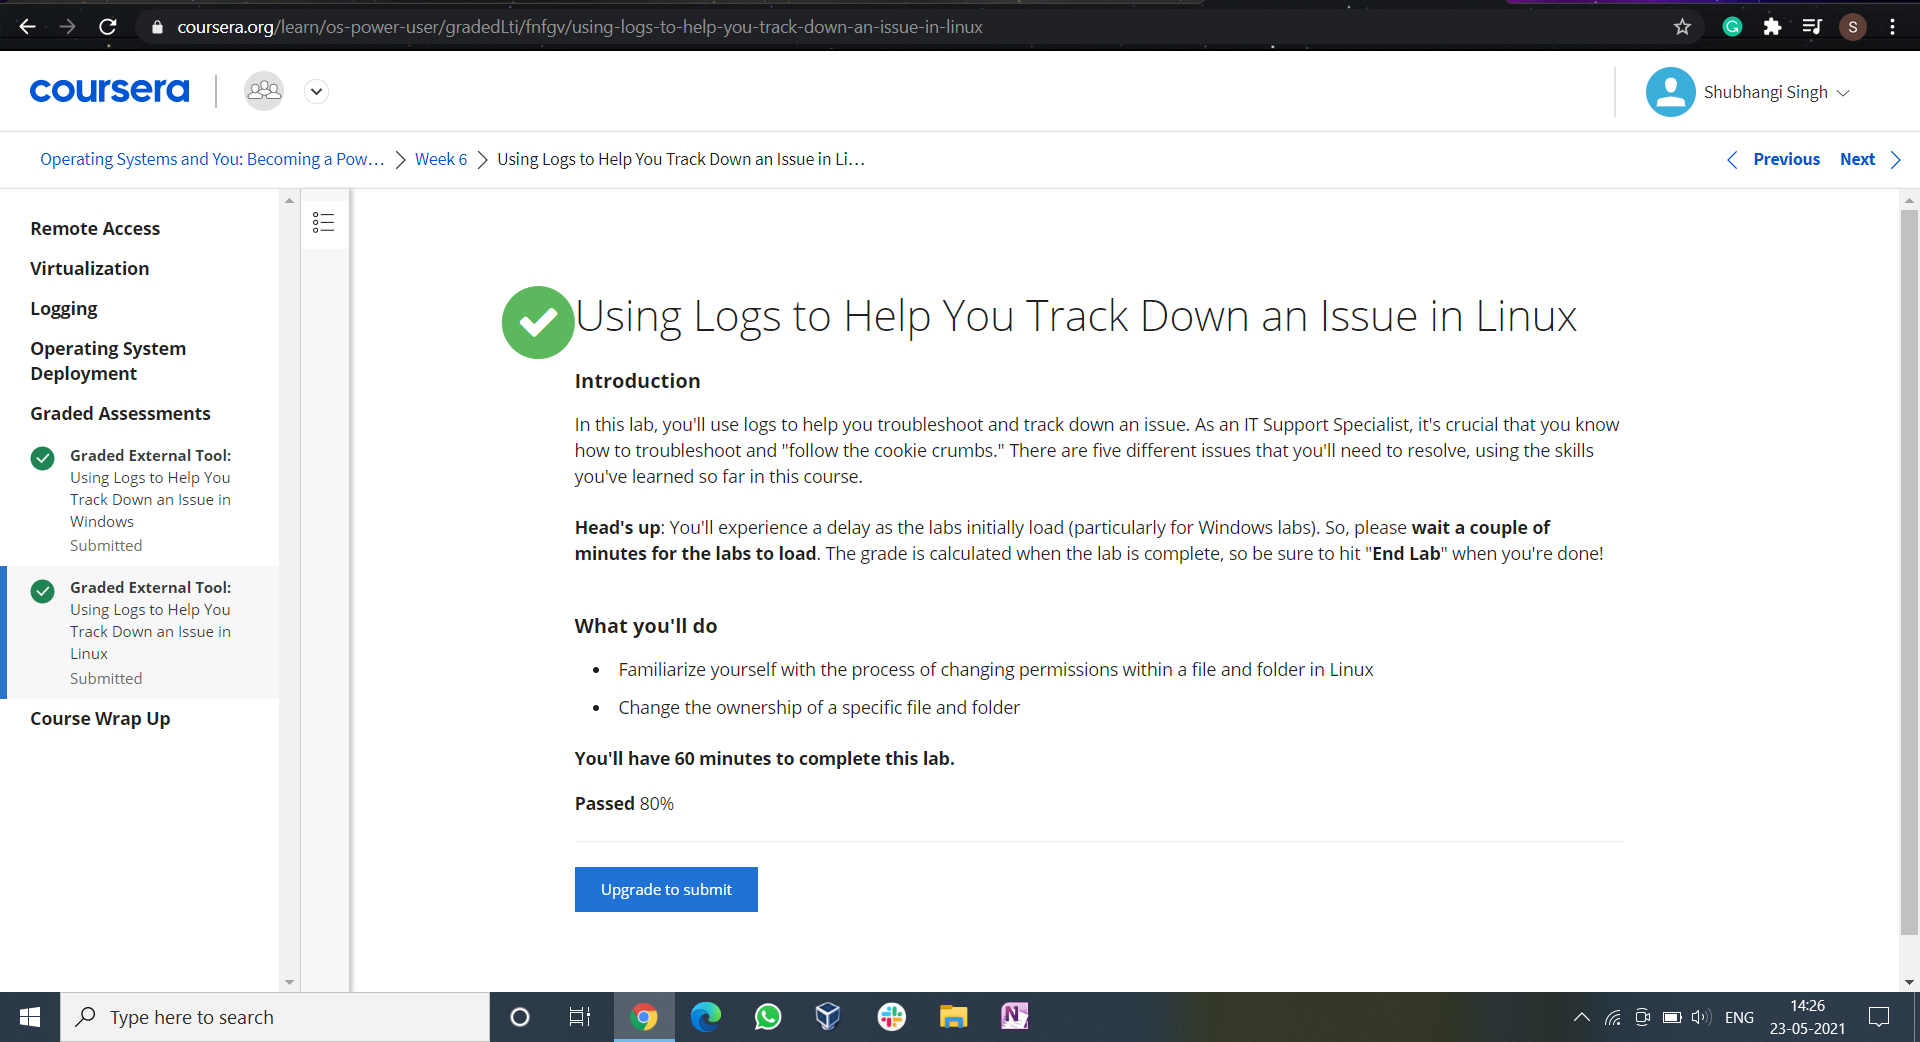 coursera.org/learn/os-power-user/gradedLti/fnfgv/using-logs-to-help-you-track-down-an-issue-in-linux
S
coursera
Shubhangi Singh
Operating Systems and You: Becoming a Pow... > Week 6 > Using Logs to Help You Track Down an Issue in Li...
Previous Next
Remote Access
Virtualization
Logging
Operating System
Deployment
Graded Assessments
Graded External Tool:
Using Logs to Help You
Track Down an Issue in
Windows
Submitted
Graded External Tool:
Using Logs to Help You
Track Down an Issue in
Linux
Submitted
Course Wrap Up
Using Logs to Help You Track Down an Issue in Linux
Introduction
In this lab, you'll use logs to help you troubleshoot and track down an issue. As an IT Support Specialist, it's crucial that you know
how to troubleshoot and "follow the cookie crumbs." There are five different issues that you'll need to resolve, using the skills
you've learned so far in this course.
Head's up: You'll experience a delay as the labs initially load (particularly for Windows labs). So, please wait a couple of
minutes for the labs to load. The grade is calculated when the lab is complete, so be sure to hit "End Lab" when you're done!
What you'll do
• Familiarize yourself with the process of changing permissions within a file and folder in Linux
• Change the ownership of a specific file and folder
You'll have 60 minutes to complete this lab.
Passed 80%
Upgrade to submit
Type here to search
N
ENG
14:26
23-05-2021